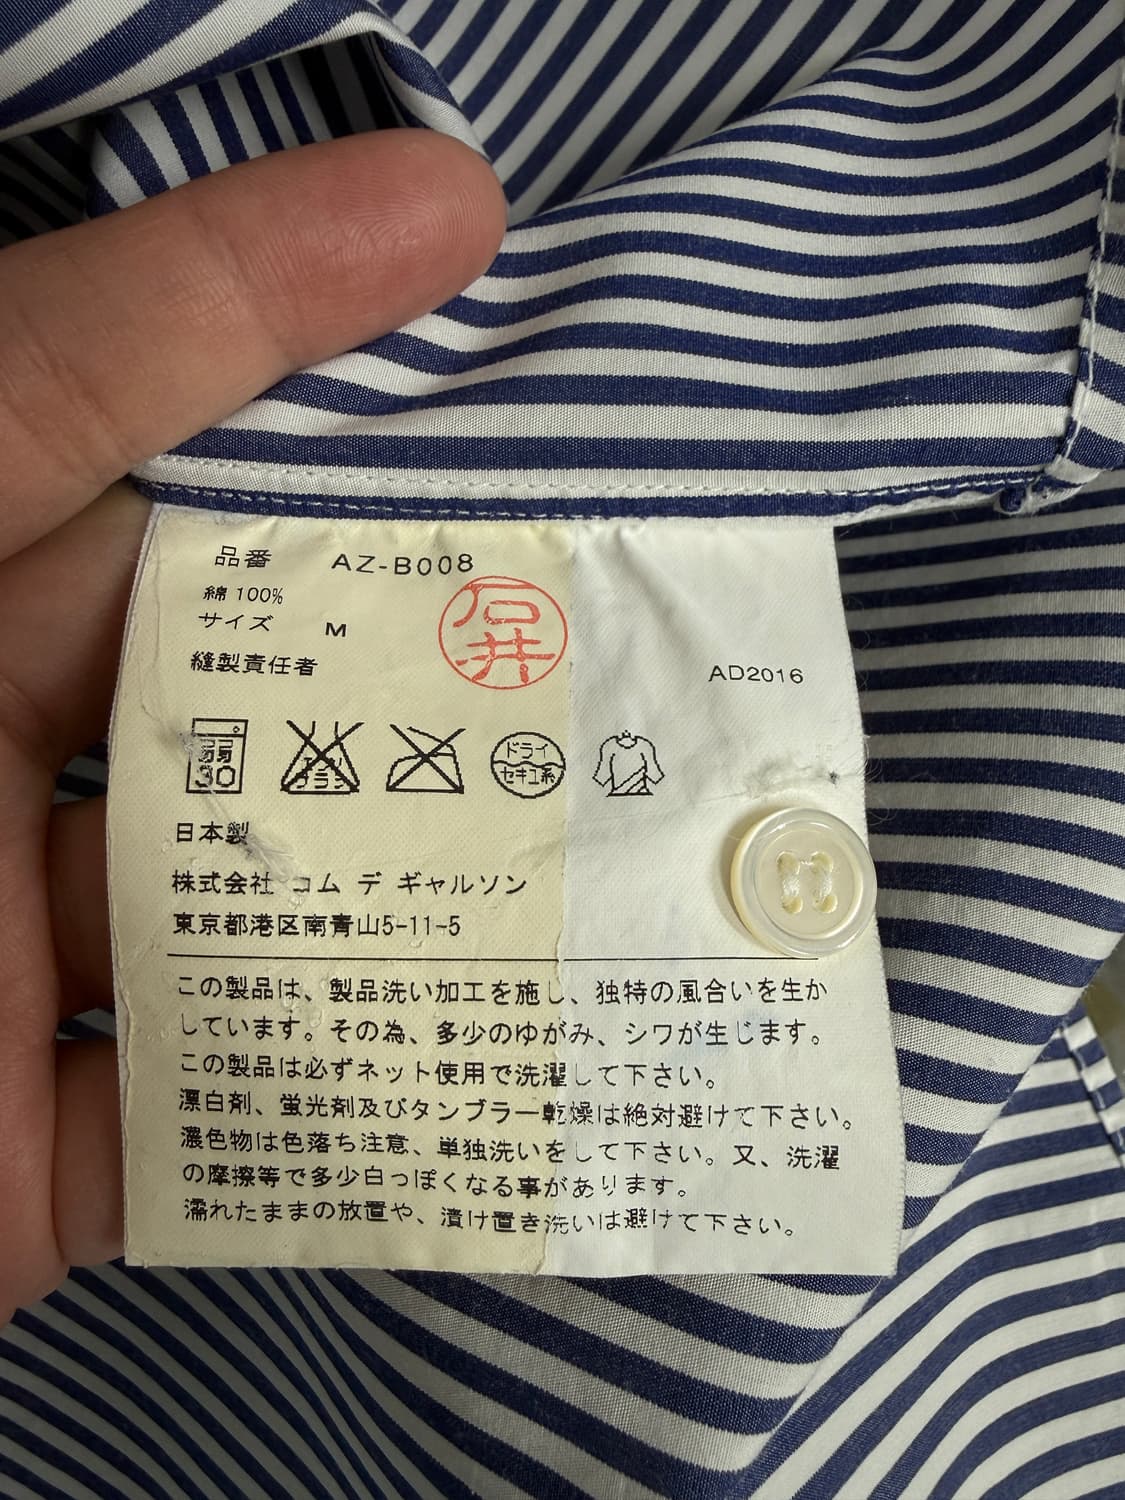 品番 AZ-B008
綿 100%
サイズ M
縫製責任者
石井
AD2016
弱
30
ドライ
セキユ系
日本製
株式会社 コム デ ギャルソン
東京都港区南青山5-11-5
この製品は、製品洗い加工を施し、独特の風合いを生か
しています。その為、多少のゆがみ、シワが生じます。
この製品は必ずネット使用で洗濯して下さい。
漂白剤、蛍光剤及びタンブラー乾燥は絶対避けて下さい。
濃色物は色落ち注意、単独洗いをして下さい。又、洗濯
の摩擦等で多少白っぽくなる事があります。
濡れたままの放置や、漬け置き洗いは避けて下さい。